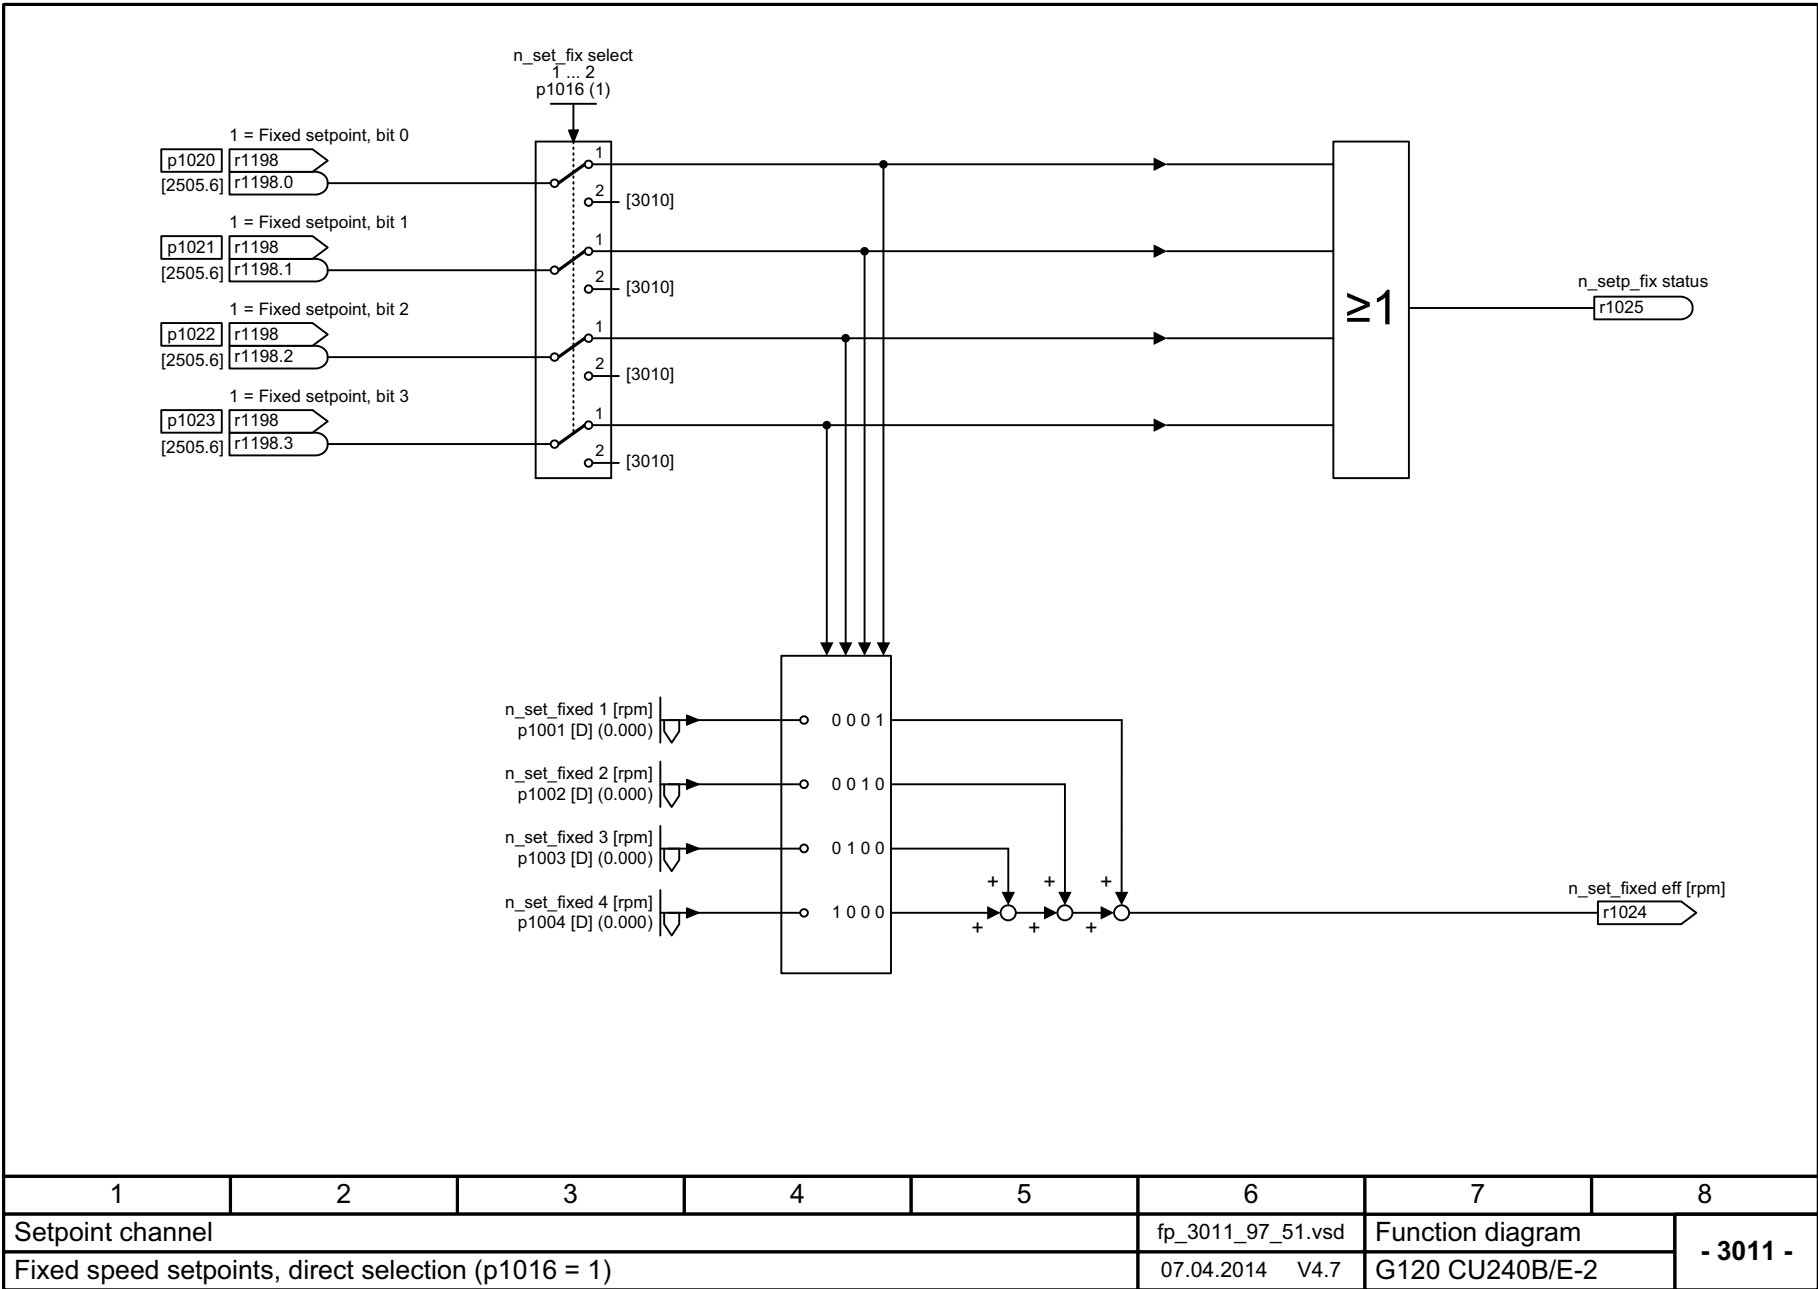 n_set_fix select
1 ... 2
p1016 (1)
1 = Fixed setpoint, bit 0
p1020 r1198
[2505.6] r1198.0
1
2 [3010]
1 = Fixed setpoint, bit 1
p1021 r1198
[2505.6] r1198.1
1
2 [3010]
1 = Fixed setpoint, bit 2
p1022 r1198
[2505.6] r1198.2
1
2 [3010]
1 = Fixed setpoint, bit 3
p1023 r1198
[2505.6] r1198.3
1
2 [3010]
≥1
n_setp_fix status
r1025
n_set_fixed 1 [rpm]
p1001 [D] (0.000)
0 0 0 1
n_set_fixed 2 [rpm]
p1002 [D] (0.000)
0 0 1 0
n_set_fixed 3 [rpm]
p1003 [D] (0.000)
0 1 0 0
n_set_fixed 4 [rpm]
p1004 [D] (0.000)
1 0 0 0
+ + +
+ + +
n_set_fixed eff [rpm]
r1024
1 2 3 4 5 6 7 8
Setpoint channel fp_3011_97_51.vsd Function diagram
- 3011 -
Fixed speed setpoints, direct selection (p1016 = 1) 07.04.2014 V4.7 G120 CU240B/E-2